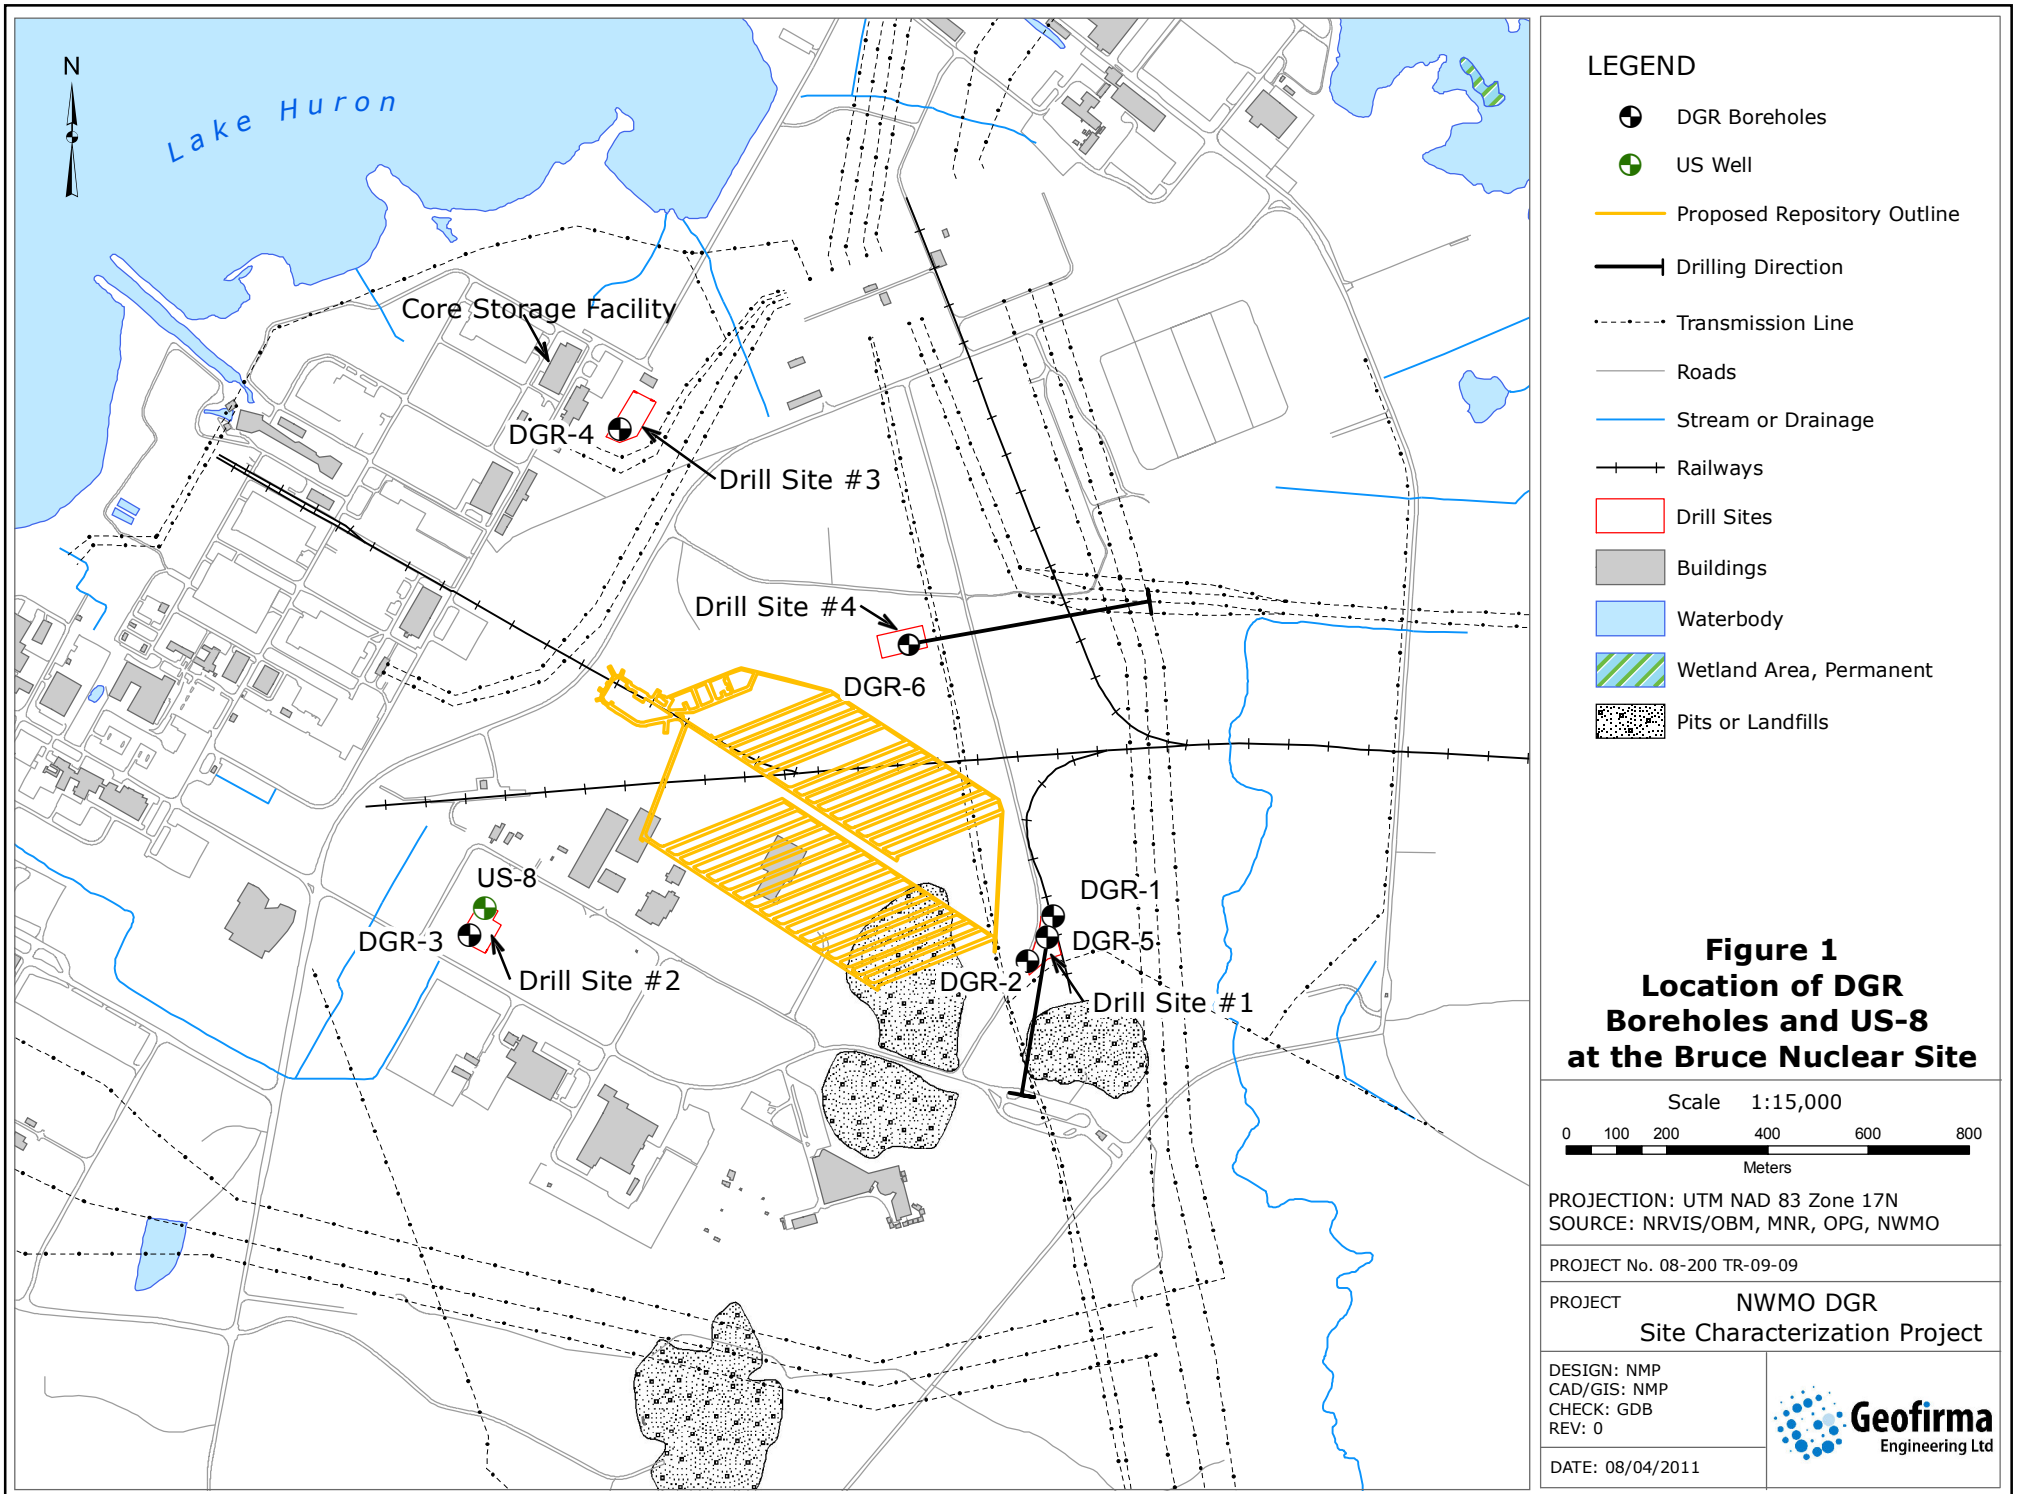 N
Lake Huron
Core Storage Facility
DGR-4
Drill Site #3
Drill Site #4
DGR-6
US-8
DGR-3
Drill Site #2
DGR-1
DGR-5
DGR-2
Drill Site #1
LEGEND
DGR Boreholes
US Well
Proposed Repository Outline
Drilling Direction
Transmission Line
Roads
Stream or Drainage
Railways
Drill Sites
Buildings
Waterbody
Wetland Area, Permanent
Pits or Landfills
Figure 1
Location of DGR
Boreholes and US-8
at the Bruce Nuclear Site
Scale 1:15,000
0 100 200 400 600 800
Meters
PROJECTION: UTM NAD 83 Zone 17N
SOURCE: NRVIS/OBM, MNR, OPG, NWMO
PROJECT No. 08-200 TR-09-09
PROJECT NWMO DGR
Site Characterization Project
DESIGN: NMP
CAD/GIS: NMP
CHECK: GDB
REV: 0
DATE: 08/04/2011
Geofirma
Engineering Ltd